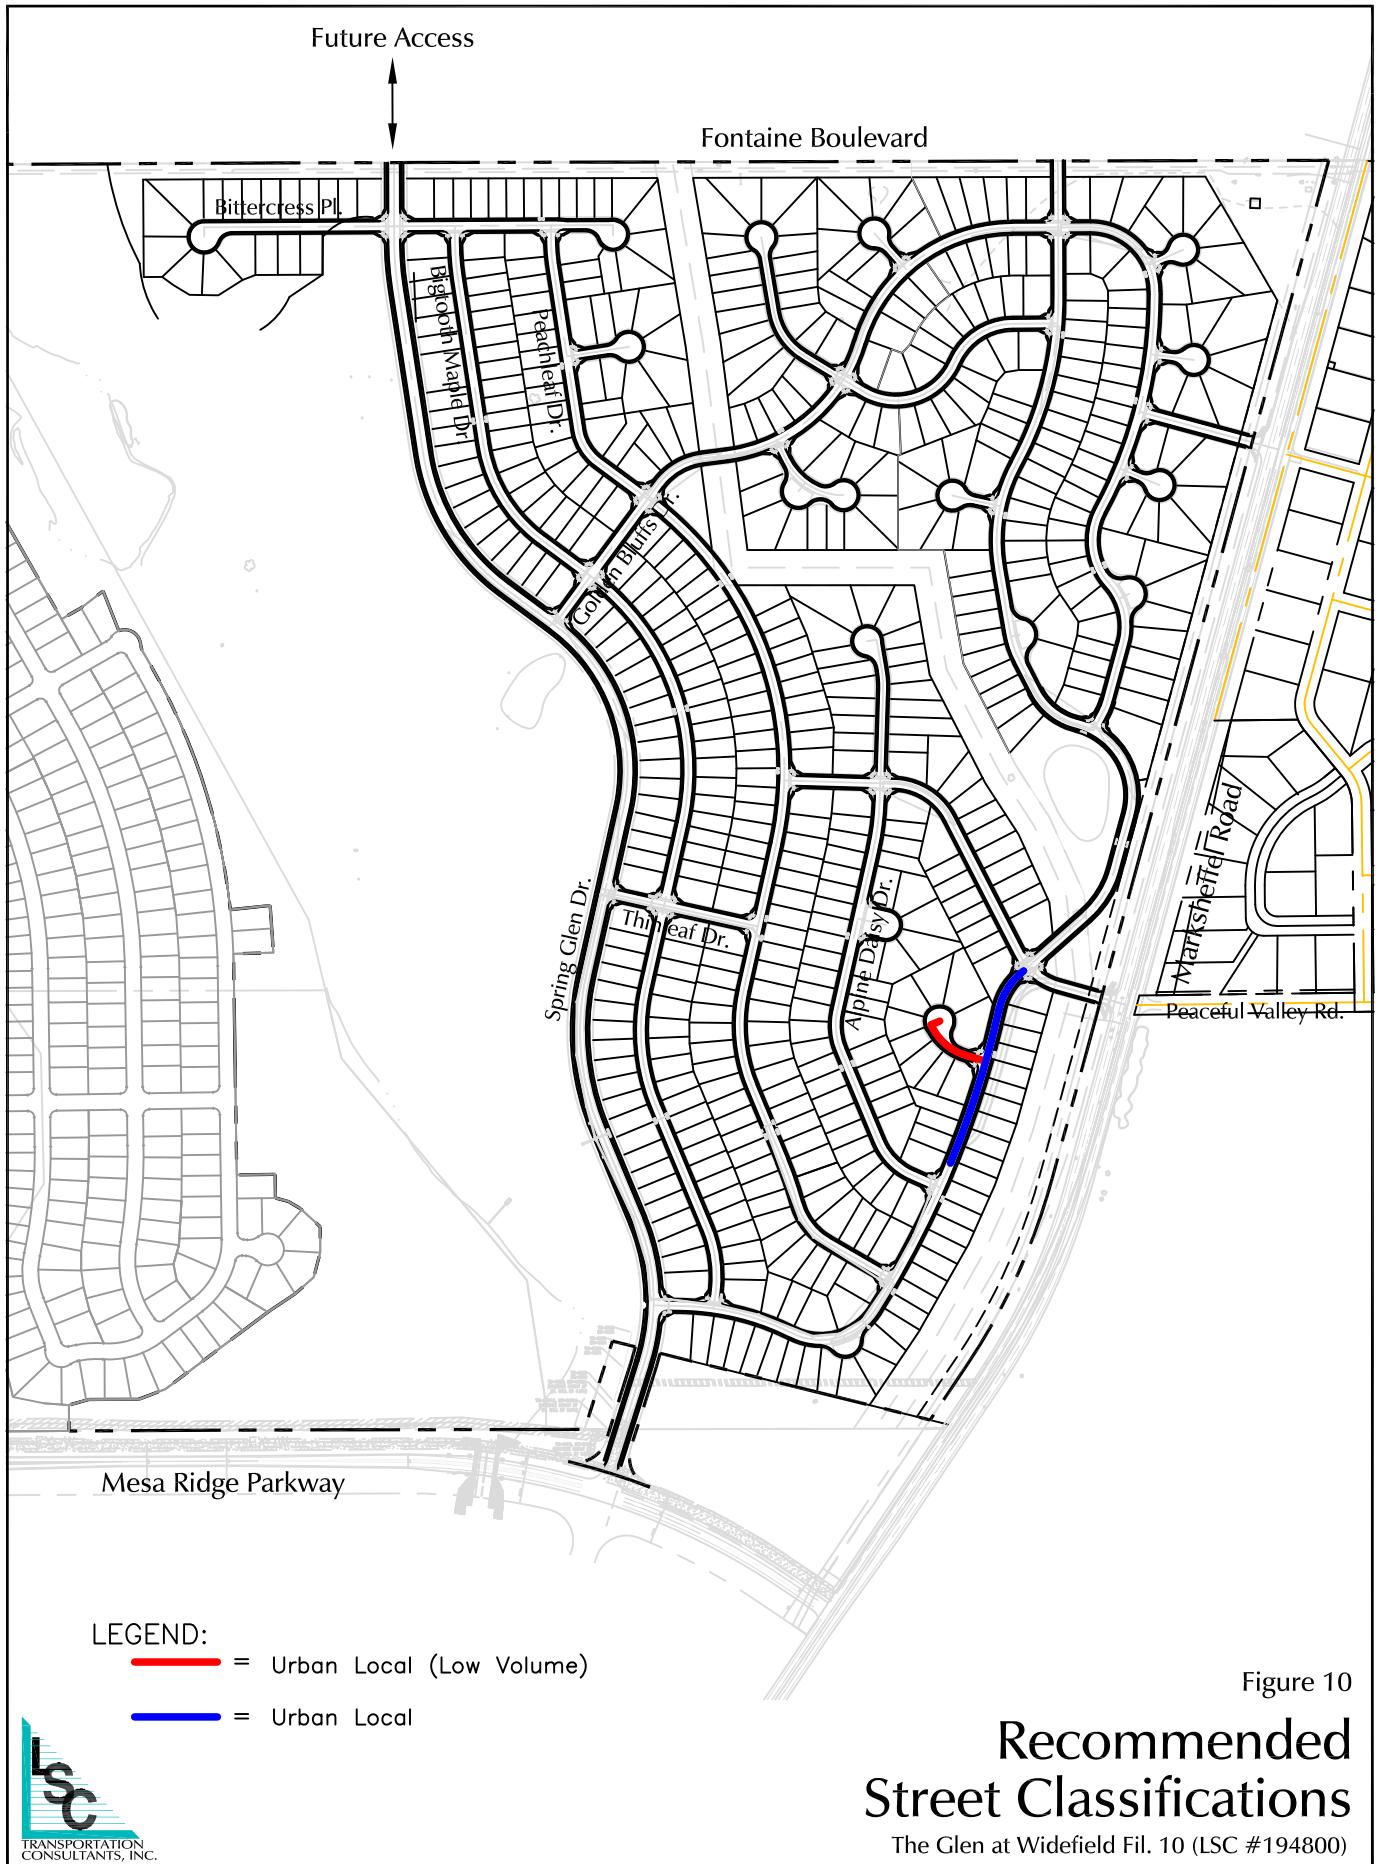 Future Access
Fontaine Boulevard
Bittercress Pl.
Bigtooth Maple Dr.
Peachleaf Dr.
Golden Bluffs Dr.
Spring Glen Dr.
Thinleaf Dr.
Alpine Daisy Dr.
Marksheffel Road
Peaceful Valley Rd.
Mesa Ridge Parkway
LEGEND:
= Urban Local (Low Volume)
= Urban Local
Figure 10
Recommended
Street Classifications
The Glen at Widefield Fil. 10 (LSC #194800)
LSC
TRANSPORTATION
CONSULTANTS, INC.